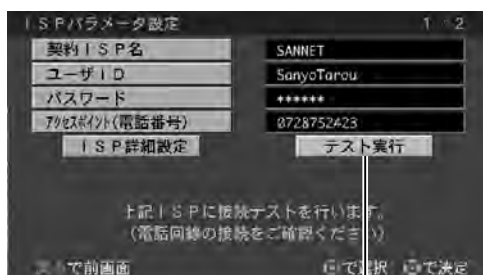 ISPパラメータ設定 1 2
契約ISP名 SANNET
ユーザID SanyoTarou
パスワード ******
アクセスポイント(電話番号) 0728752423
ISP詳細設定 テスト実行
上記ISPに接続テストを行います。
(電話回線の接続をご確認ください)
で前画面 で選択 で決定